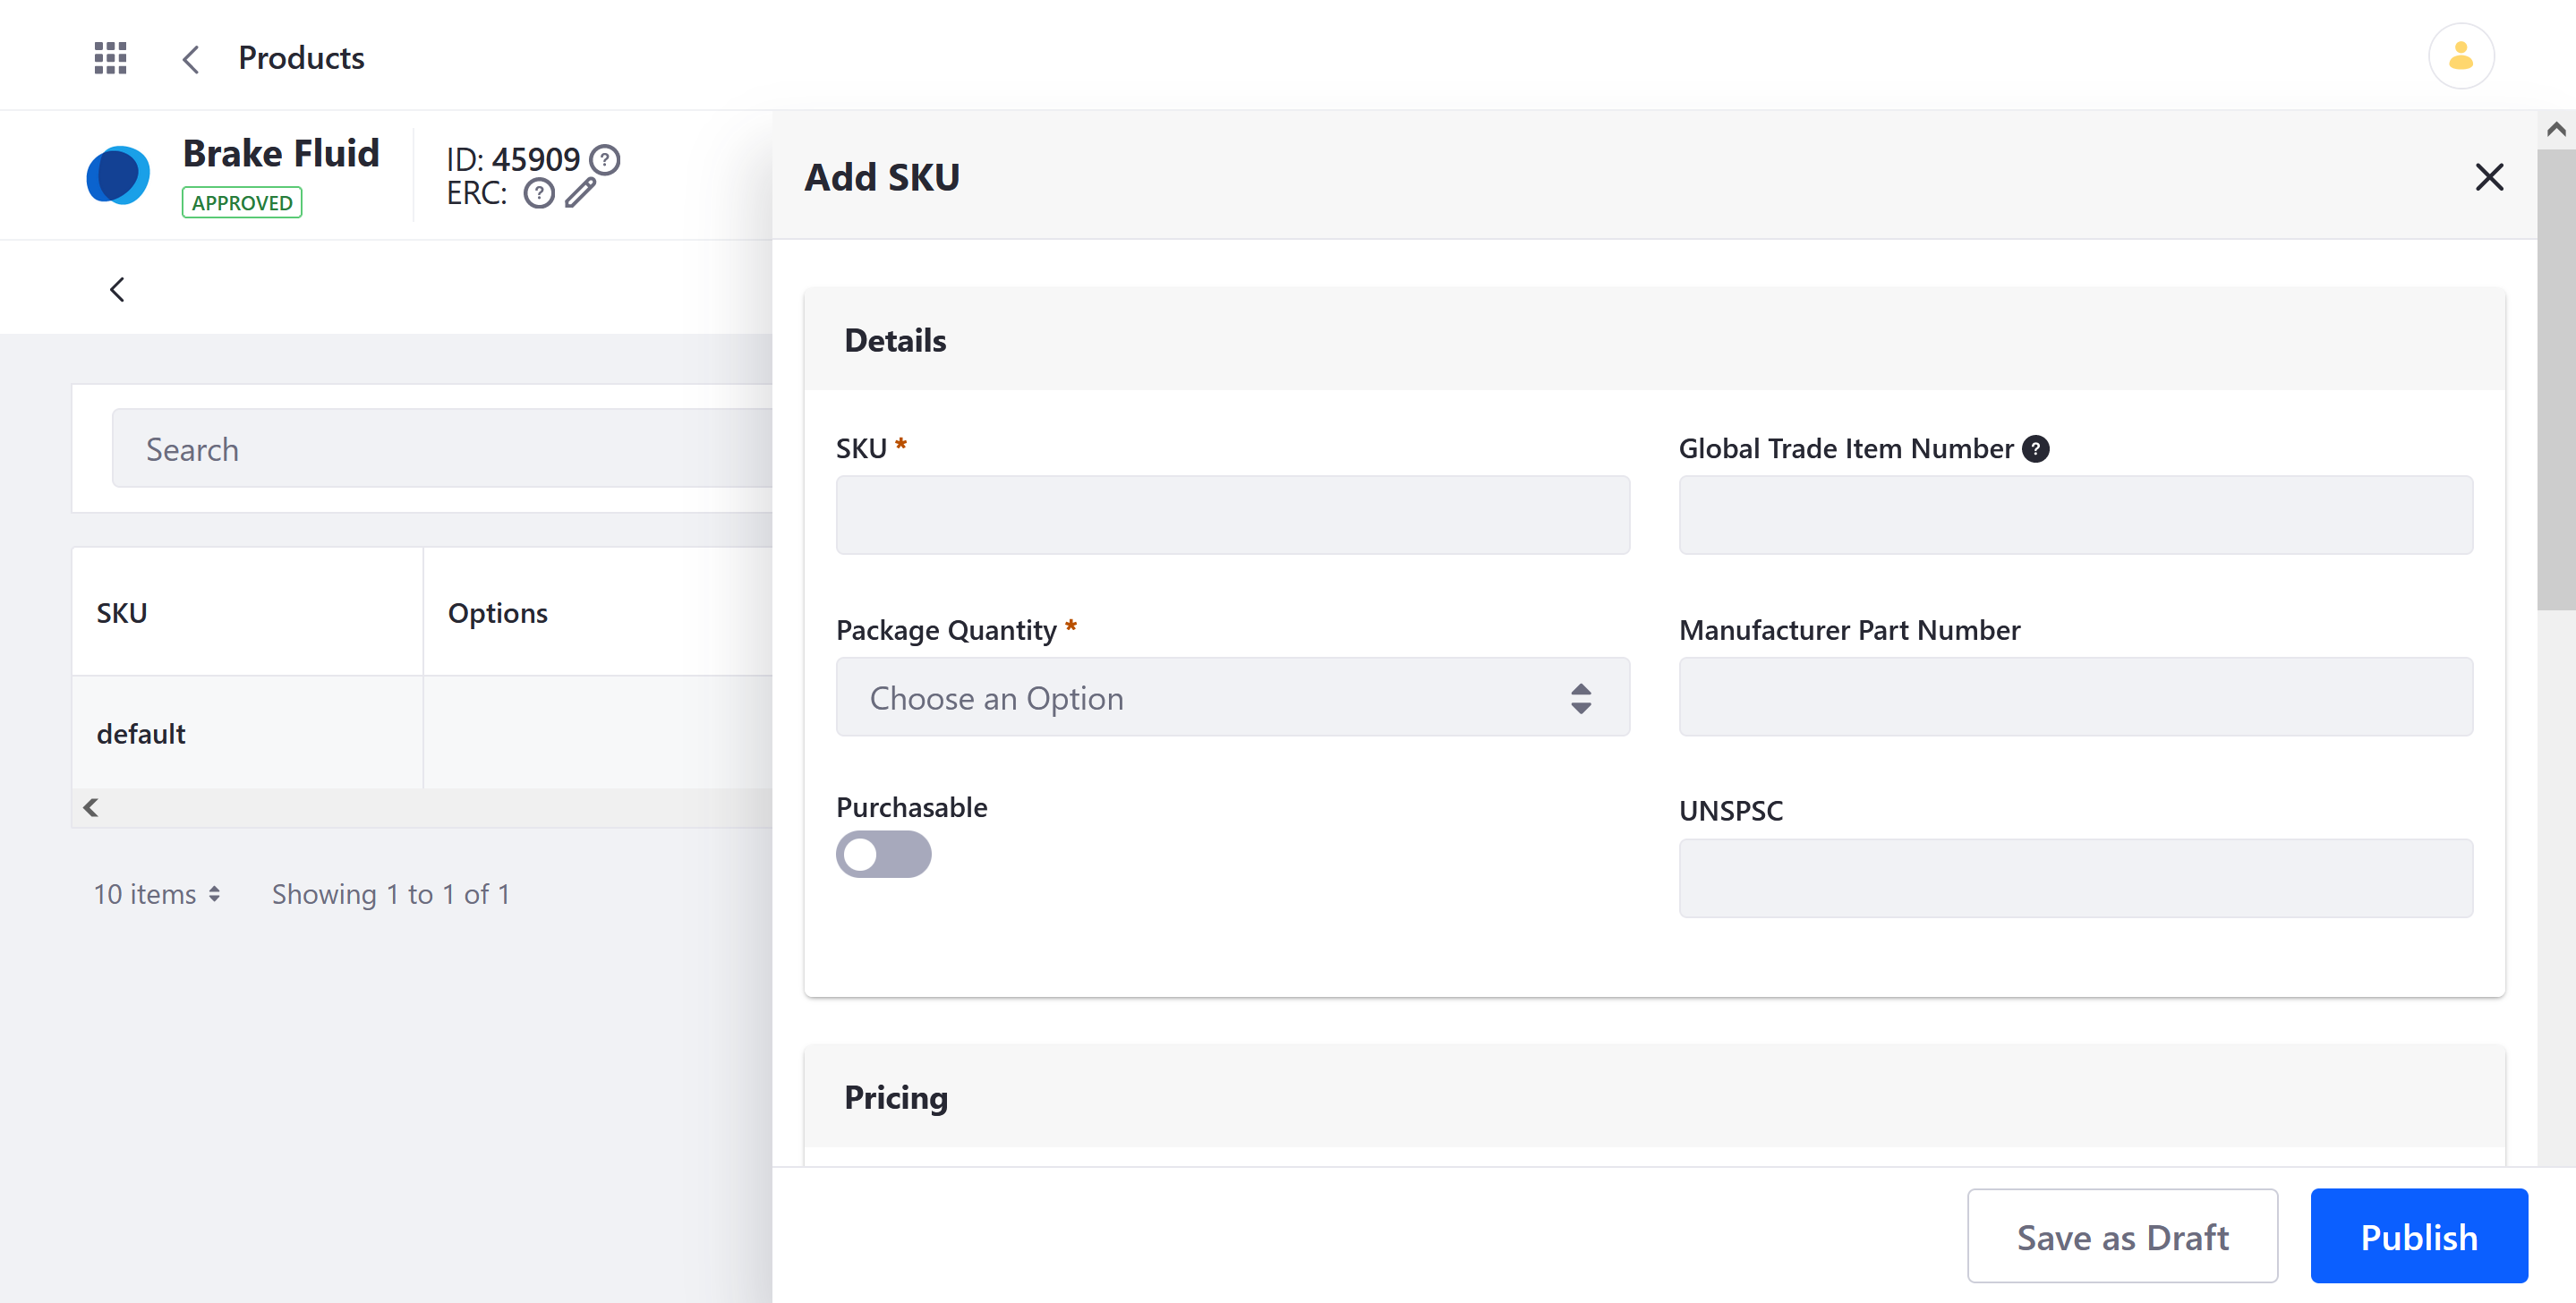 Products
Brake Fluid
APPROVED
ID: 45909 ?
ERC: ?
Search
SKU Options
default
10 items Showing 1 to 1 of 1
Add SKU
Details
SKU *
Global Trade Item Number ?
Package Quantity *
Choose an Option
Manufacturer Part Number
Purchasable
UNSPSC
Pricing
Save as Draft Publish